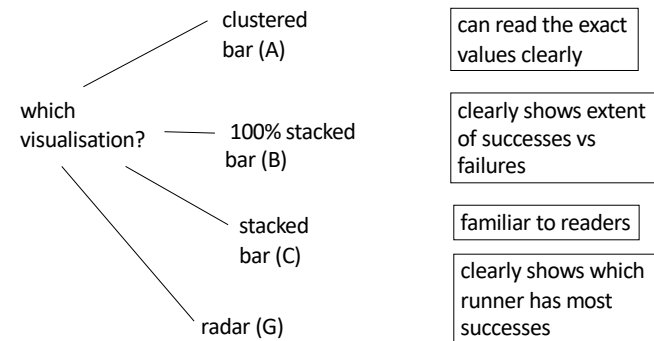 clustered
bar (A)
can read the exact
values clearly
which
visualisation?
100% stacked
bar (B)
clearly shows extent
of successes vs
failures
stacked
bar (C)
familiar to readers
clearly shows which
runner has most
successes
radar (G)